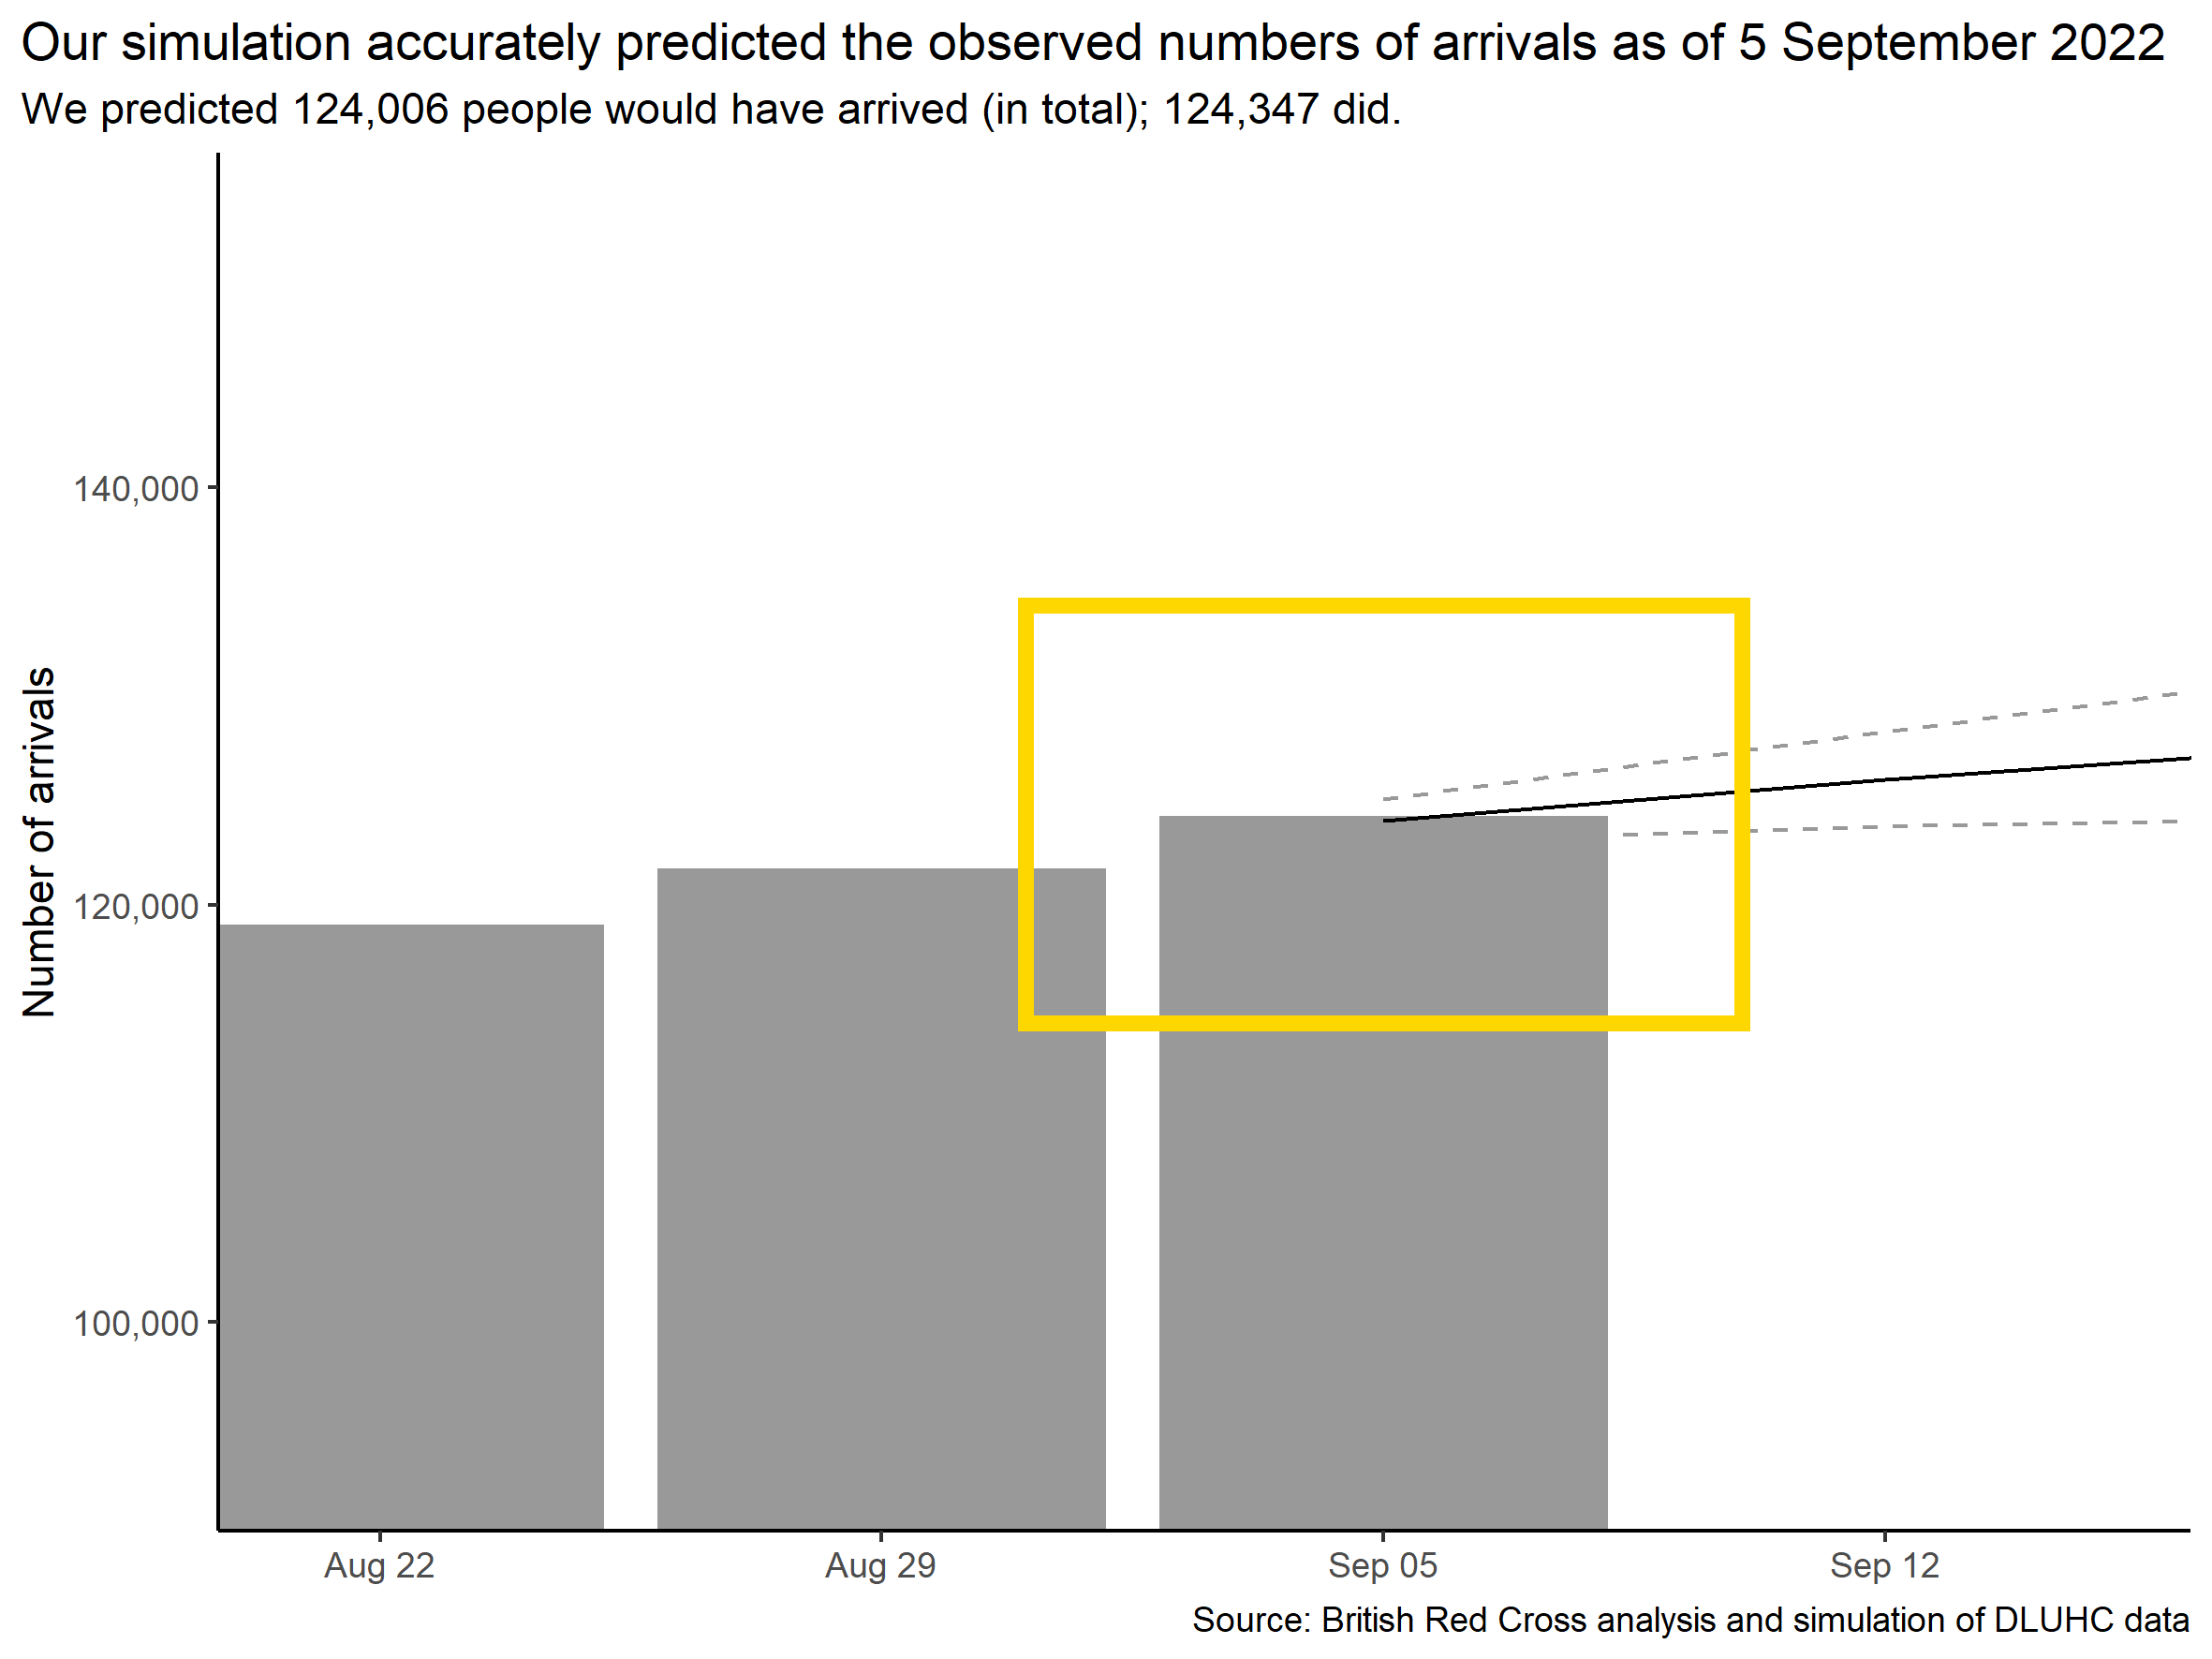 Our simulation accurately predicted the observed numbers of arrivals as of 5 September 2022
We predicted 124,006 people would have arrived (in total); 124,347 did.
Number of arrivals
140,000
120,000
100,000
Aug 22
Aug 29
Sep 05
Sep 12
Source: British Red Cross analysis and simulation of DLUHC data